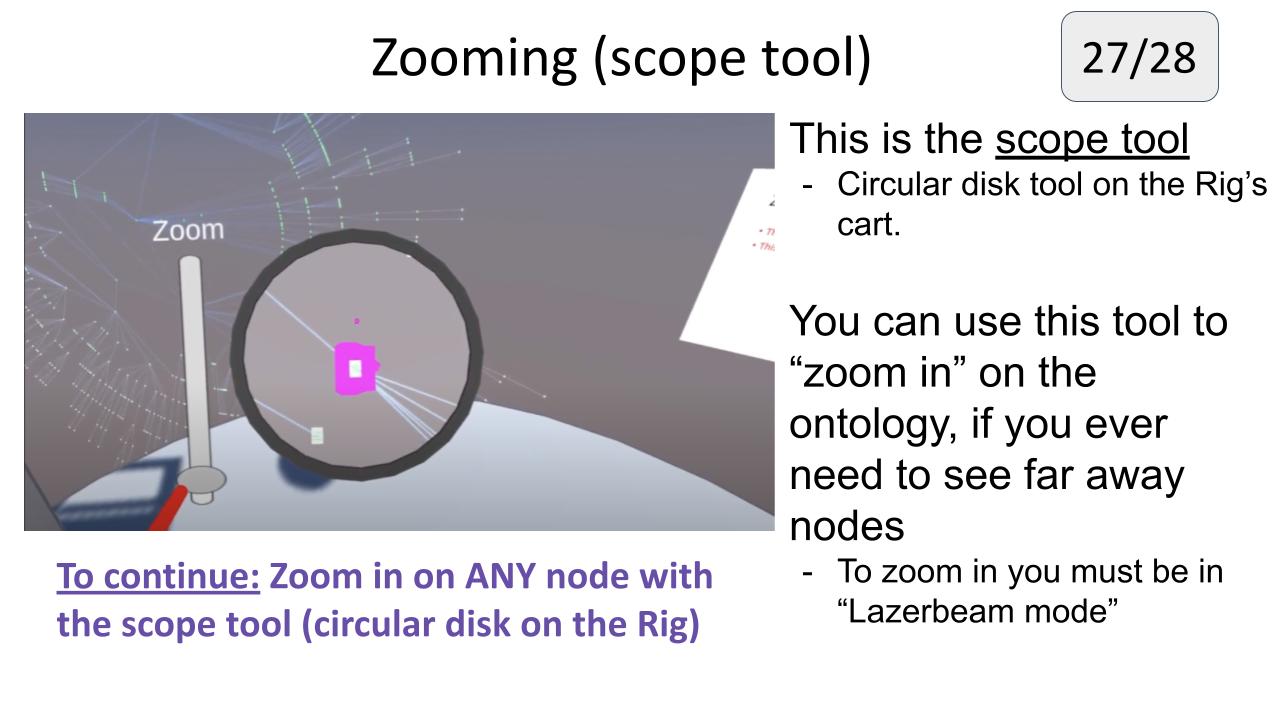 Zooming (scope tool)
27/28
Zoom
This is the scope tool
- Circular disk tool on the Rig’s
cart.
You can use this tool to
“zoom in” on the
ontology, if you ever
need to see far away
nodes
- To zoom in you must be in
“Lazerbeam mode”
To continue: Zoom in on ANY node with
the scope tool (circular disk on the Rig)